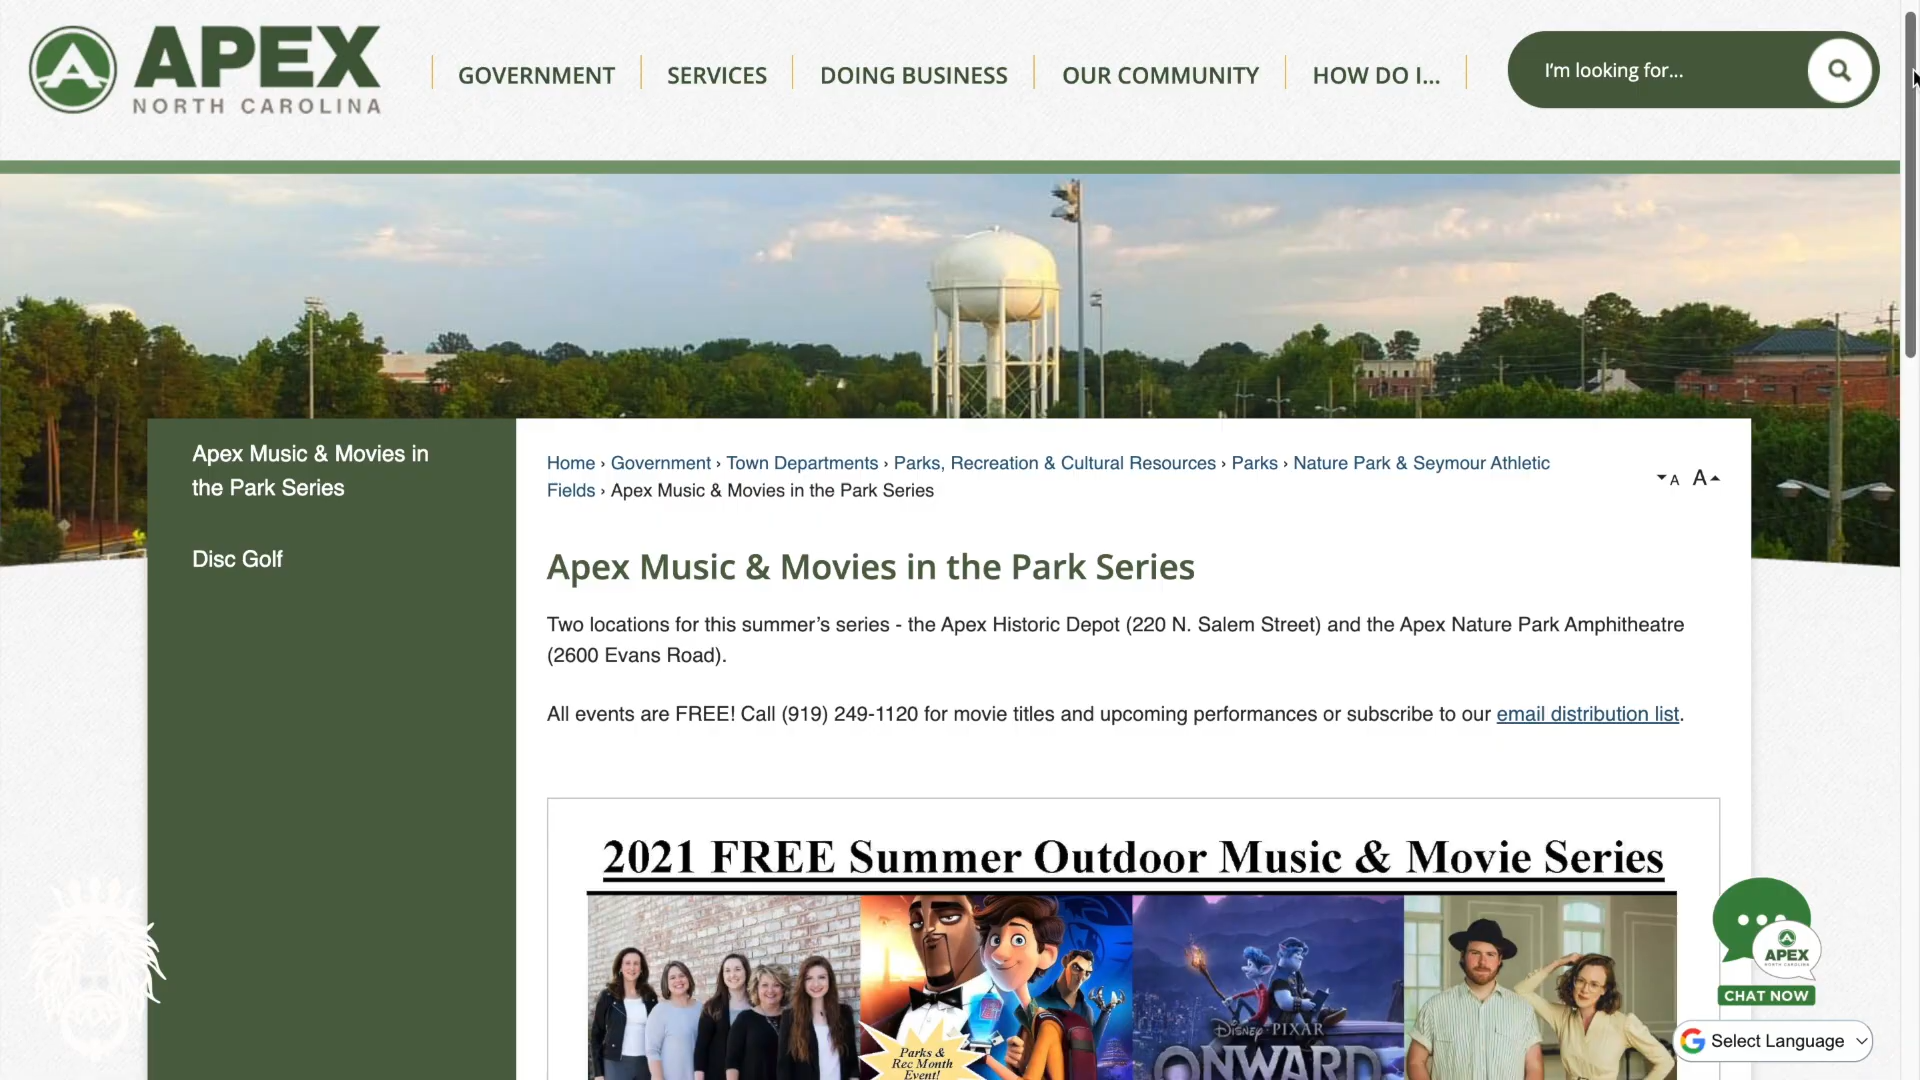 APEX
NORTH CAROLINA
GOVERNMENT
SERVICES
DOING BUSINESS
OUR COMMUNITY
HOW DO I...
I'm looking for...
Apex Music & Movies in
the Park Series
Disc Golf
Home › Government › Town Departments › Parks, Recreation & Cultural Resources › Parks › Nature Park & Seymour Athletic
Fields › Apex Music & Movies in the Park Series
A A
Apex Music & Movies in the Park Series
Two locations for this summer’s series - the Apex Historic Depot (220 N. Salem Street) and the Apex Nature Park Amphitheatre
(2600 Evans Road).
All events are FREE! Call (919) 249-1120 for movie titles and upcoming performances or subscribe to our email distribution list.
2021 FREE Summer Outdoor Music & Movie Series
Parks &
Rec Month
Event!
DISNEY · PIXAR
ONWARD
APEX
NORTH CAROLINA
CHAT NOW
Select Language